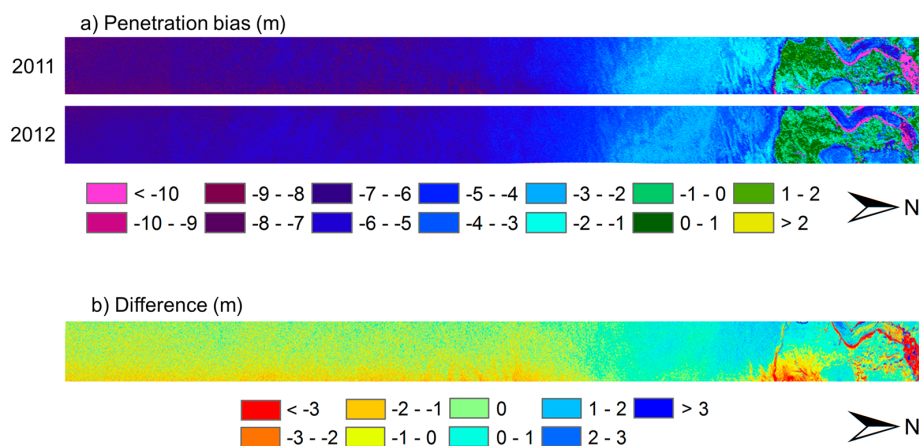 a) Penetration bias (m)
2011
2012
< -10 -9 - -8 -7 - -6 -5 - -4 -3 - -2 -1 - 0 1 - 2
-10 - -9 -8 - -7 -6 - -5 -4 - -3 -2 - -1 0 - 1 > 2
N
b) Difference (m)
< -3 -2 - -1 0 1 - 2 > 3
-3 - -2 -1 - 0 0 - 1 2 - 3
N